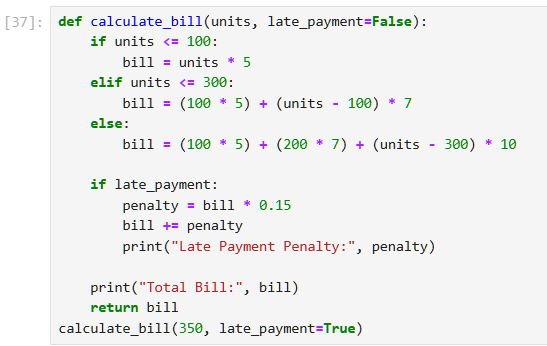 [37]: def calculate_bill(units, late_payment=False):
    if units <= 100:
        bill = units * 5
    elif units <= 300:
        bill = (100 * 5) + (units - 100) * 7
    else:
        bill = (100 * 5) + (200 * 7) + (units - 300) * 10

    if late_payment:
        penalty = bill * 0.15
        bill += penalty
        print("Late Payment Penalty:", penalty)

    print("Total Bill:", bill)
    return bill
calculate_bill(350, late_payment=True)